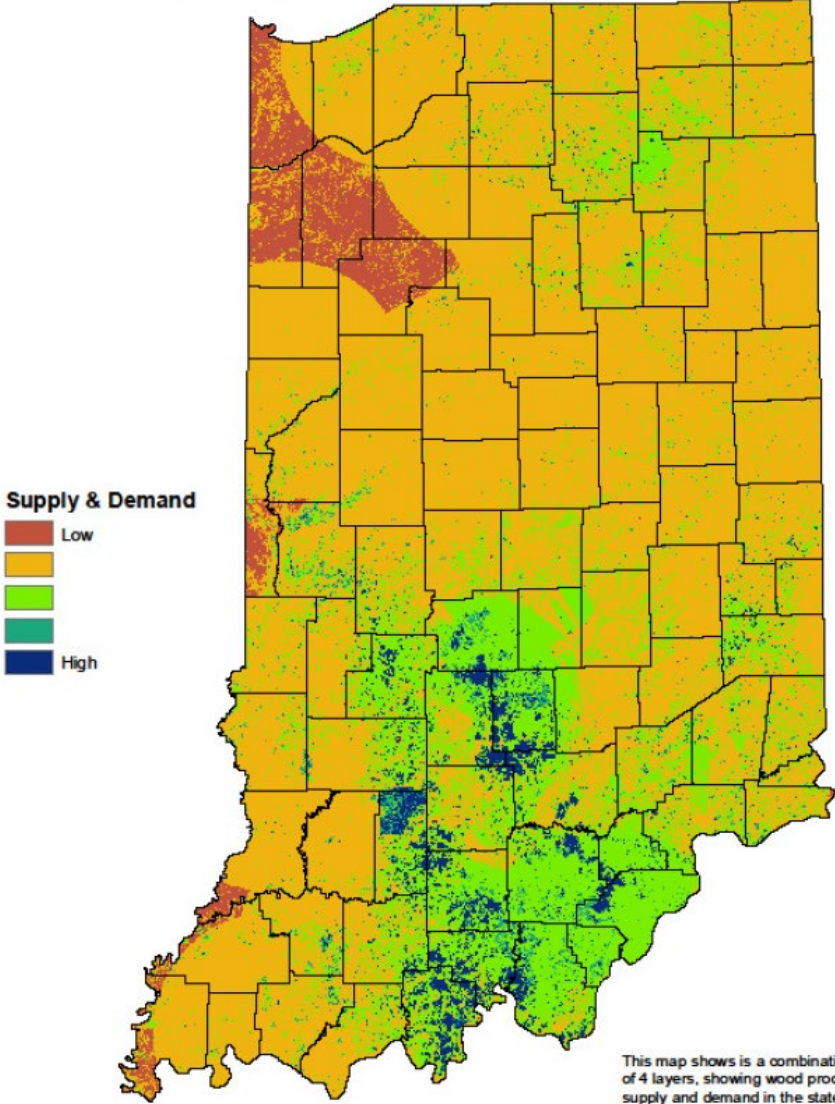 Supply & Demand
Low
High
This map shows is a combinati
of 4 layers, showing wood proc
supply and demand in the state